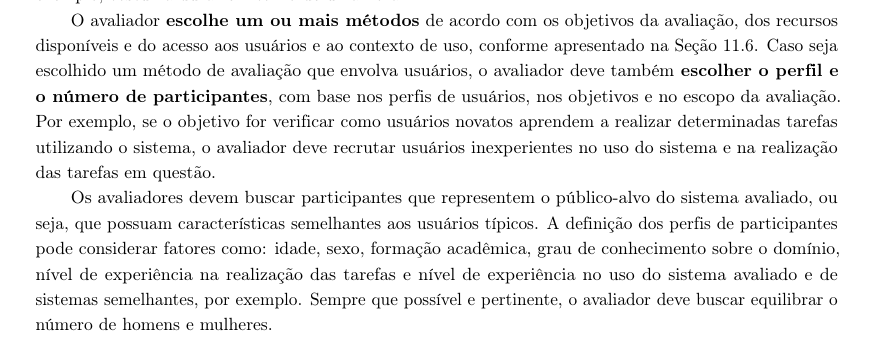 O avaliador escolhe um ou mais métodos de acordo com os objetivos da avaliação, dos recursos
disponíveis e do acesso aos usuários e ao contexto de uso, conforme apresentado na Seção 11.6. Caso seja
escolhido um método de avaliação que envolva usuários, o avaliador deve também escolher o perfil e
o número de participantes, com base nos perfis de usuários, nos objetivos e no escopo da avaliação.
Por exemplo, se o objetivo for verificar como usuários novatos aprendem a realizar determinadas tarefas
utilizando o sistema, o avaliador deve recrutar usuários inexperientes no uso do sistema e na realização
das tarefas em questão.
Os avaliadores devem buscar participantes que representem o público-alvo do sistema avaliado, ou
seja, que possuam características semelhantes aos usuários típicos. A definição dos perfis de participantes
pode considerar fatores como: idade, sexo, formação acadêmica, grau de conhecimento sobre o domínio,
nível de experiência na realização das tarefas e nível de experiência no uso do sistema avaliado e de
sistemas semelhantes, por exemplo. Sempre que possível e pertinente, o avaliador deve buscar equilibrar o
número de homens e mulheres.